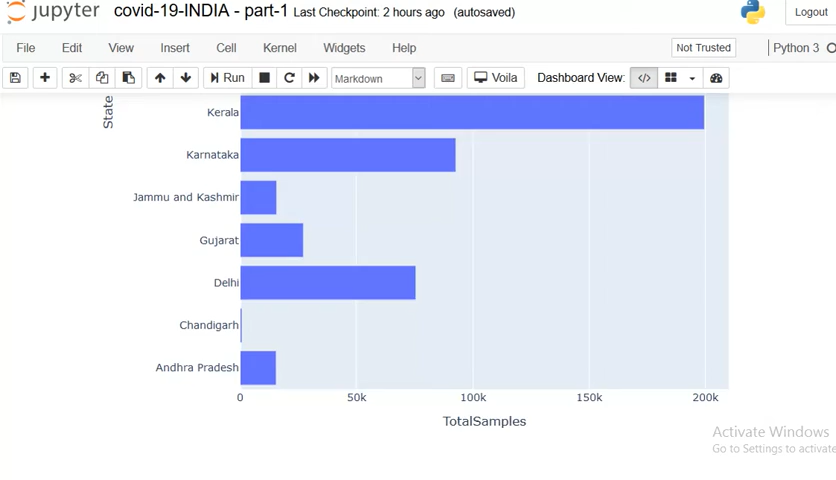 jupyter covid-19-INDIA - part-1 Last Checkpoint: 2 hours ago (autosaved)
Logout
File Edit View Insert Cell Kernel Widgets Help
Not Trusted
Python 3
Run
Markdown
Voila
Dashboard View:
State
Kerala
Karnataka
Jammu and Kashmir
Gujarat
Delhi
Chandigarh
Andhra Pradesh
0 50k 100k 150k 200k
TotalSamples
Activate Windows
Go to Settings to activate